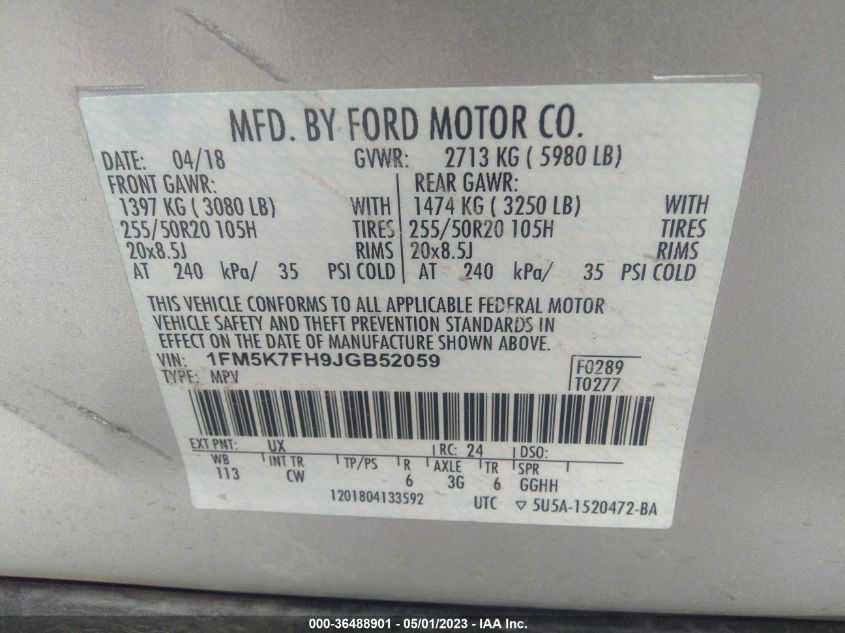 MFD. BY FORD MOTOR CO.
DATE: 04/18 GVWR: 2713 KG ( 5980 LB)
FRONT GAWR: REAR GAWR:
1397 KG ( 3080 LB) WITH 1474 KG ( 3250 LB) WITH
255/50R20 105H TIRES 255/50R20 105H TIRES
20x8.5J RIMS 20x8.5J RIMS
AT 240 kPa/ 35 PSI COLD AT 240 kPa/ 35 PSI COLD
THIS VEHICLE CONFORMS TO ALL APPLICABLE FEDERAL MOTOR
VEHICLE SAFETY AND THEFT PREVENTION STANDARDS IN
EFFECT ON THE DATE OF MANUFACTURE SHOWN ABOVE.
VIN: 1FM5K7FH9JGB52059 F0289
TYPE: MPV T0277
EXT PNT: UX RC: 24 DSO:
WB INT TR TP/PS R AXLE TR SPR
113 CW 6 3G 6 GGHH
1201804133592 UTC ▽ 5U5A-1520472-BA
000-36488901 - 05/01/2023 - IAA Inc.